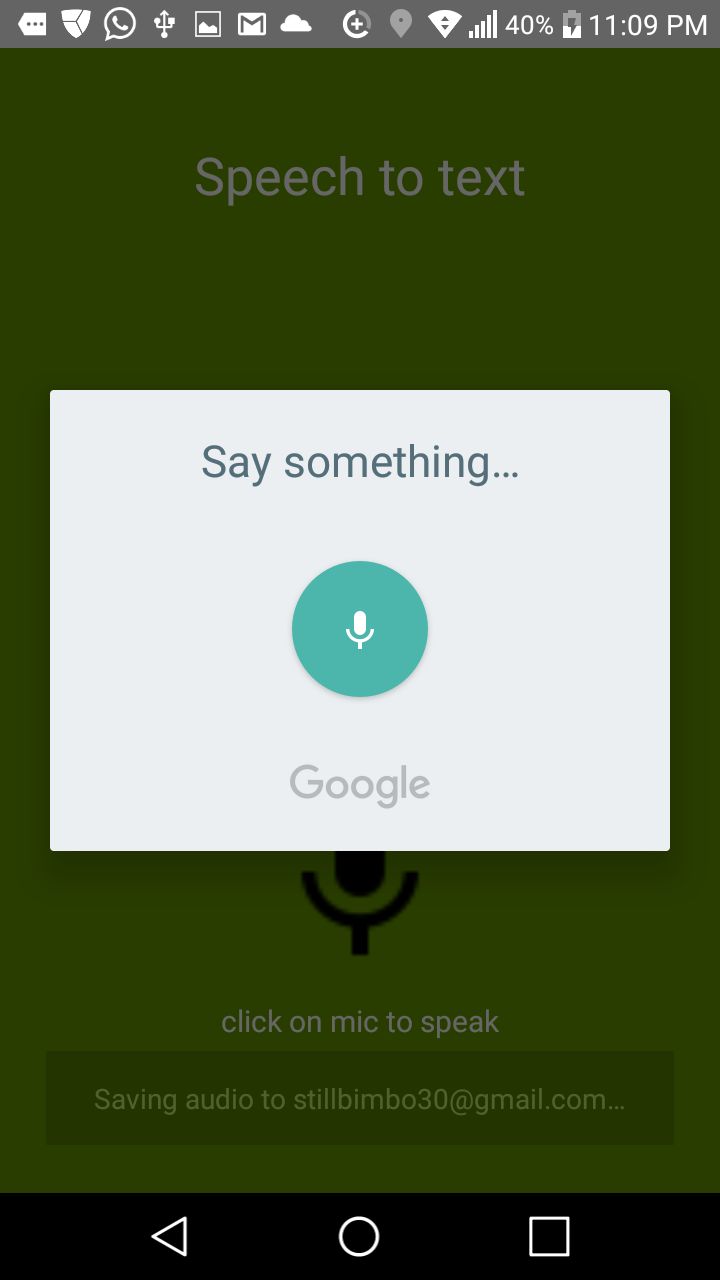 40% 11:09 PM
Speech to text
Say something...
Google
click on mic to speak
Saving audio to stillbimbo30@gmail.com...